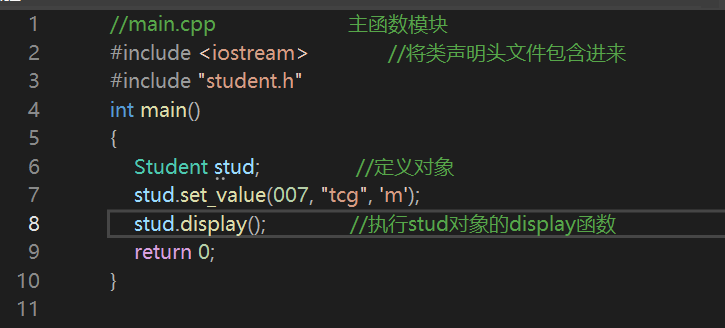 1 //main.cpp 主函数模块
2 #include <iostream> //将类声明头文件包含进来
3 #include "student.h"
4 int main()
5 {
6 Student stud; //定义对象
7 stud.set_value(007, "tcg", 'm');
8 stud.display(); //执行stud对象的display函数
9 return 0;
10 }
11